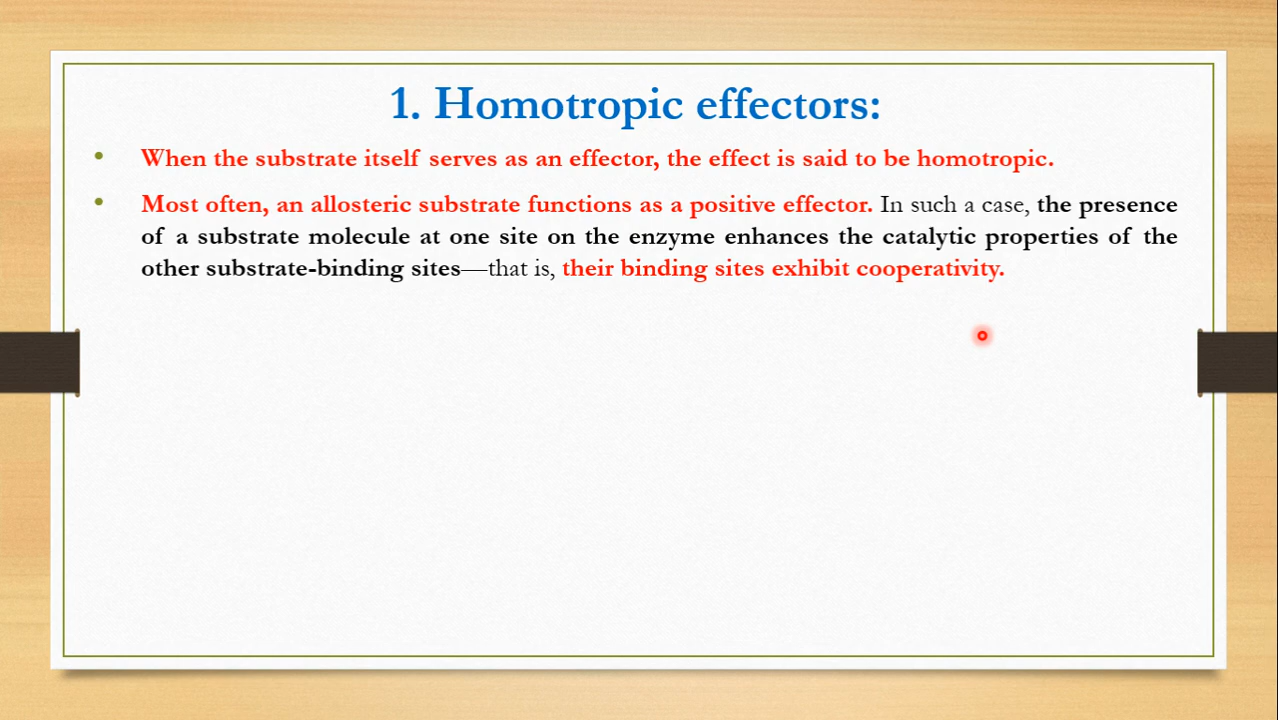 1. Homotropic effectors:
• When the substrate itself serves as an effector, the effect is said to be homotropic.
• Most often, an allosteric substrate functions as a positive effector. In such a case, the presence
of a substrate molecule at one site on the enzyme enhances the catalytic properties of the
other substrate-binding sites—that is, their binding sites exhibit cooperativity.